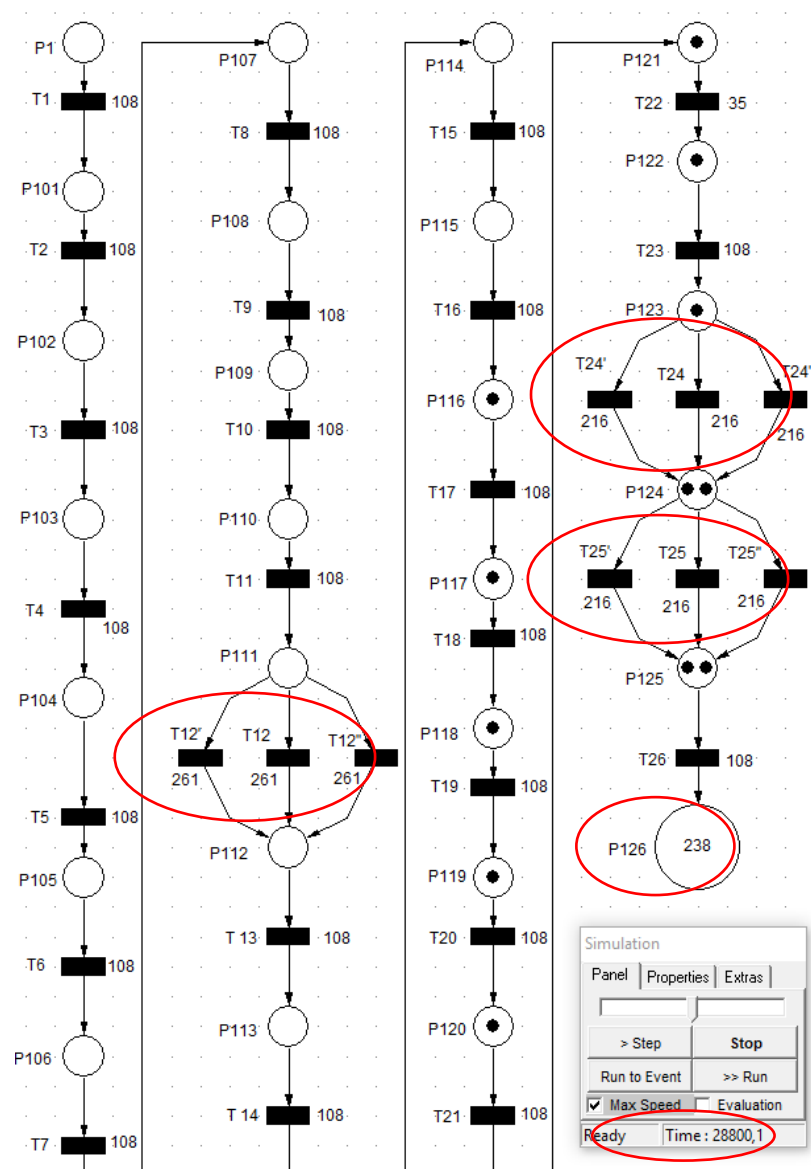 P1
T1 108
P101
T2 108
P102
T3 108
P103
T4
108
P104
T5 108
P105
T6 108
P106
T7 108
P107
T8 108
P108
T9 108
P109
T10 108
P110
T11 108
P111
T12' T12 T12"
261 261 261
P112
T 13 108
P113
T 14 108
P114
T15 108
P115
T16 108
P116
T17 108
P117
T18 108
P118
T19 108
P119
T20 108
P120
T21 108
P121
T22 35
P122
T23 108
P123
T24' T24 T24"
216 216 216
P124
T25' T25 T25"
216 216 216
P125
T26 108
P126 238
Simulation
Panel Properties Extras
> Step Stop
Run to Event >> Run
Max Speed Evaluation
Ready Time : 28800,1